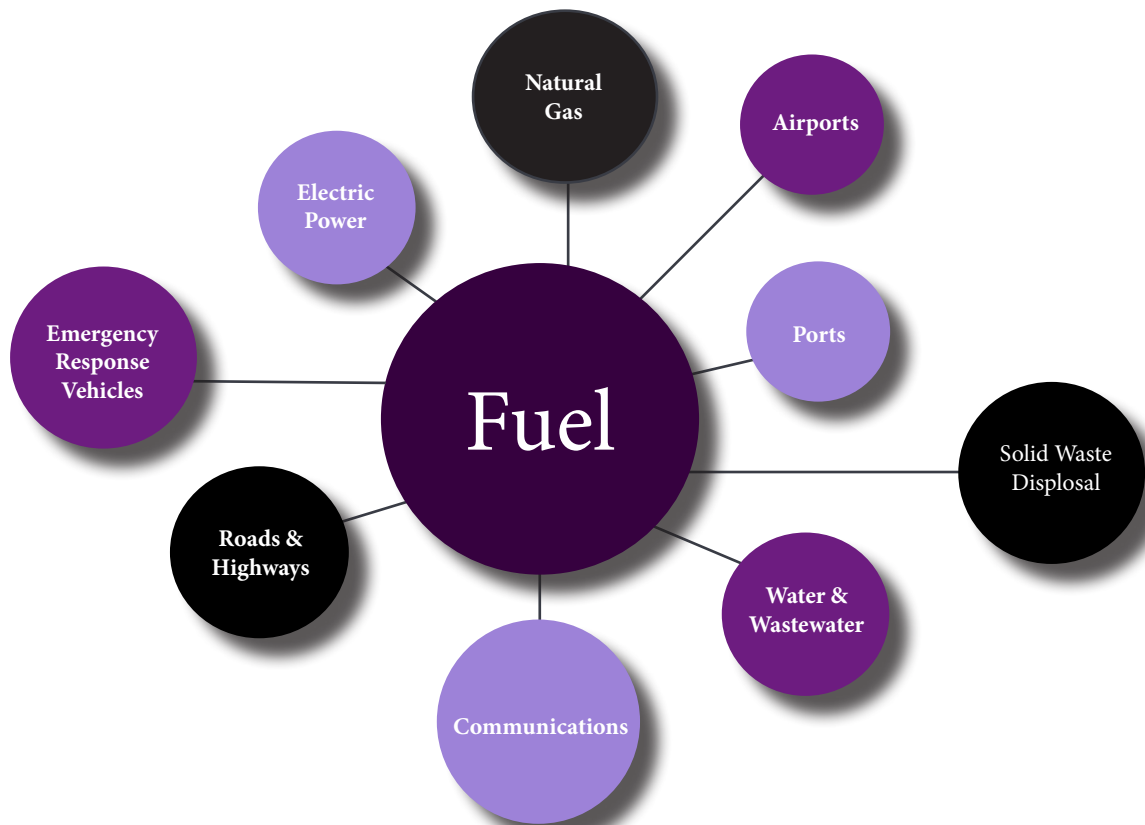 Natural
Gas
Airports
Electric
Power
Ports
Emergency
Response
Vehicles
Fuel
Solid Waste
Displosal
Roads &
Highways
Water &
Wastewater
Communications